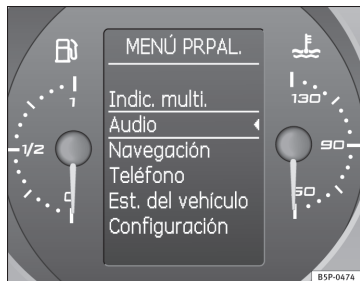 MENÚ PRPAL.
Indic. multi.
Audio
Navegación
Teléfono
Est. del vehículo
Configuración
1
1/2
0
130
90
50
B5P-0474